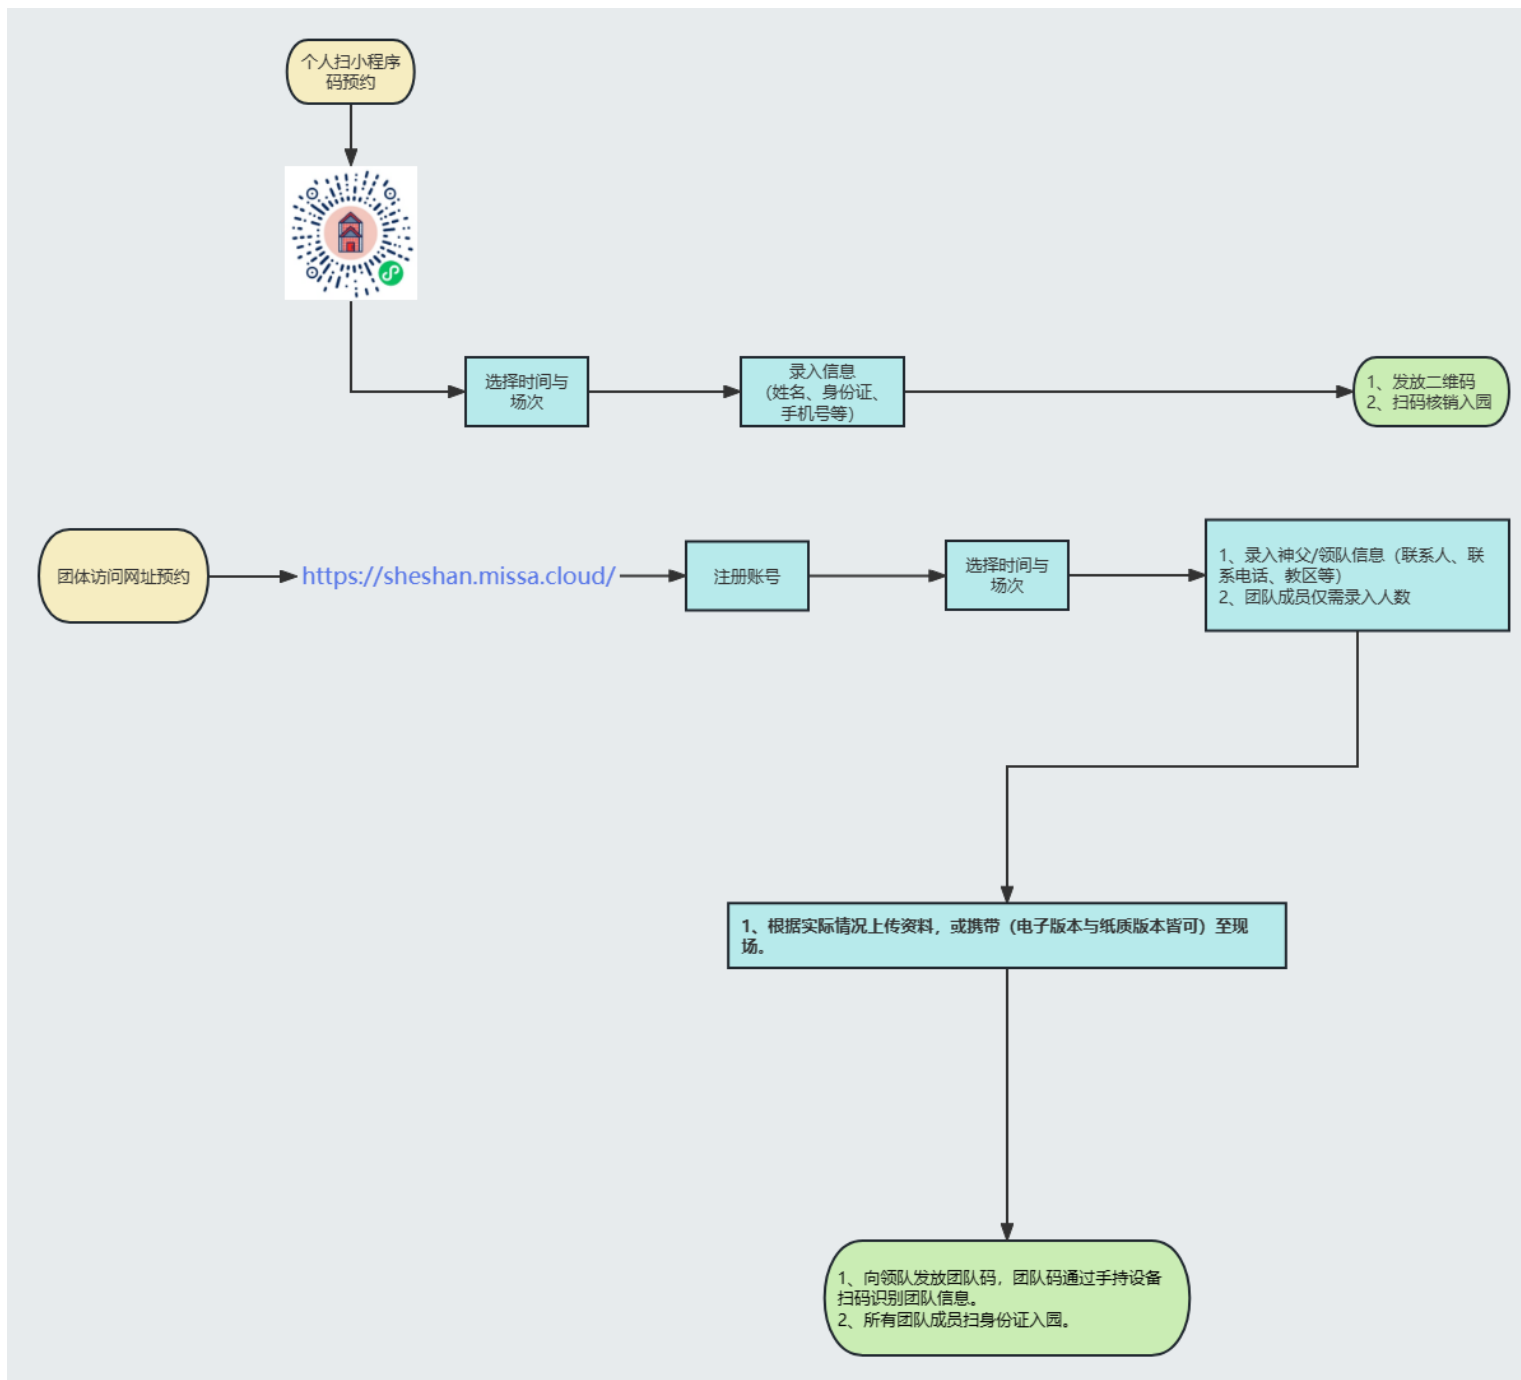 个人扫小程序
码预约
选择时间与
场次
录入信息
（姓名、身份证、
手机号等）
1、发放二维码
2、扫码核销入园
团体访问网址预约
https://sheshan.missa.cloud/
注册账号
选择时间与
场次
1、录入神父/领队信息（联系人、联
系电话、教区等）
2、团队成员仅需录入人数
1、根据实际情况上传资料，或携带（电子版本与纸质版本皆可）至现
场。
1、向领队发放团队码，团队码通过手持设备
扫码识别团队信息。
2、所有团队成员扫身份证入园。